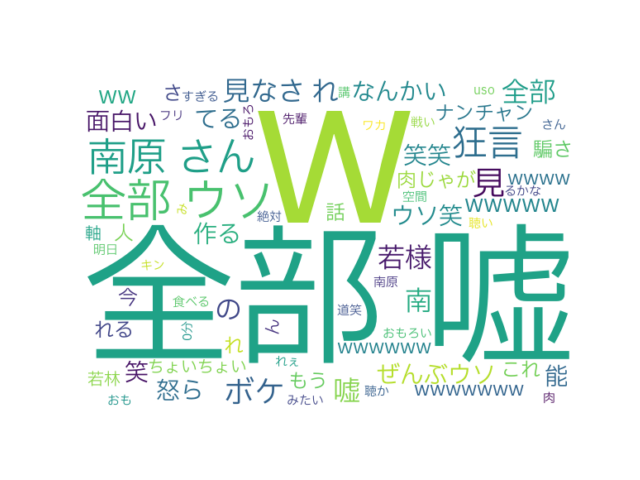 ww
さ
すぎる
見なさ れ
講
なんかい
uso
全部
面白い
フリ
てる
おもろ
先輩
W
戦い
ナンチャン
さん
ワカ
狂言
騙さ
南原 さん
笑笑
肉じゃが
見
wwww
るかな
全部 ウソ
み
絶対
話
空間
ウソ笑
聴い
wwwww
軸
人
作る
明日
若様
キン
全部 嘘
今
食べる
の
南原
南
れる
so
ん
道笑
おもろい
れ
wwwwww
笑
ちょいちょい
れぇ
ぜんぶウソ
これ
能
若林
怒ら
ボケ
もう
嘘
聴か
wwwwwww
おも
みたい
肉